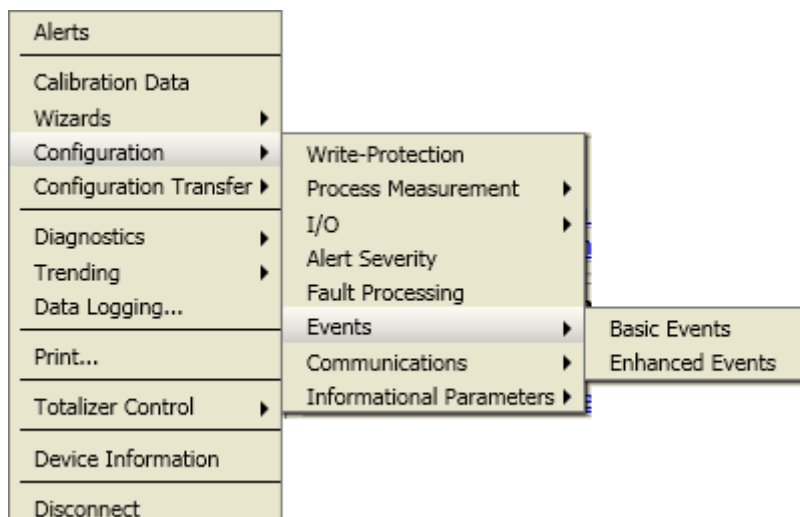 Alerts
Calibration Data
Wizards
Configuration
Configuration Transfer
Diagnostics
Trending
Data Logging...
Print...
Totalizer Control
Device Information
Disconnect
Write-Protection
Process Measurement
I/O
Alert Severity
Fault Processing
Events
Communications
Informational Parameters
Basic Events
Enhanced Events